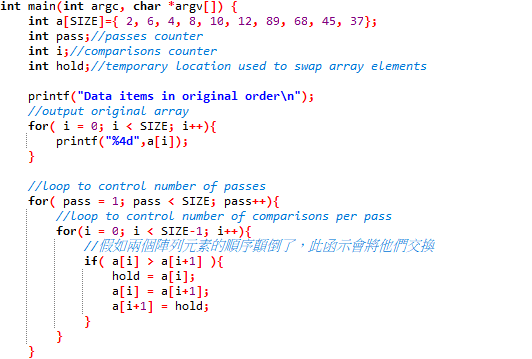 int main(int argc, char *argv[]) {
    int a[SIZE]={ 2, 6, 4, 8, 10, 12, 89, 68, 45, 37};
    int pass;//passes counter
    int i;//comparisons counter
    int hold;//temporary location used to swap array elements

    printf("Data items in original order\n");
    //output original array
    for( i = 0; i < SIZE; i++){
        printf("%4d",a[i]);
    }

    //loop to control number of passes
    for( pass = 1; pass < SIZE; pass++){
        //loop to control number of comparisons per pass
        for(i = 0; i < SIZE-1; i++){
            //假如兩個陣列元素的順序顛倒了，此函示會將他們交換
            if( a[i] > a[i+1] ){
                hold = a[i];
                a[i] = a[i+1];
                a[i+1] = hold;
            }
        }
    }